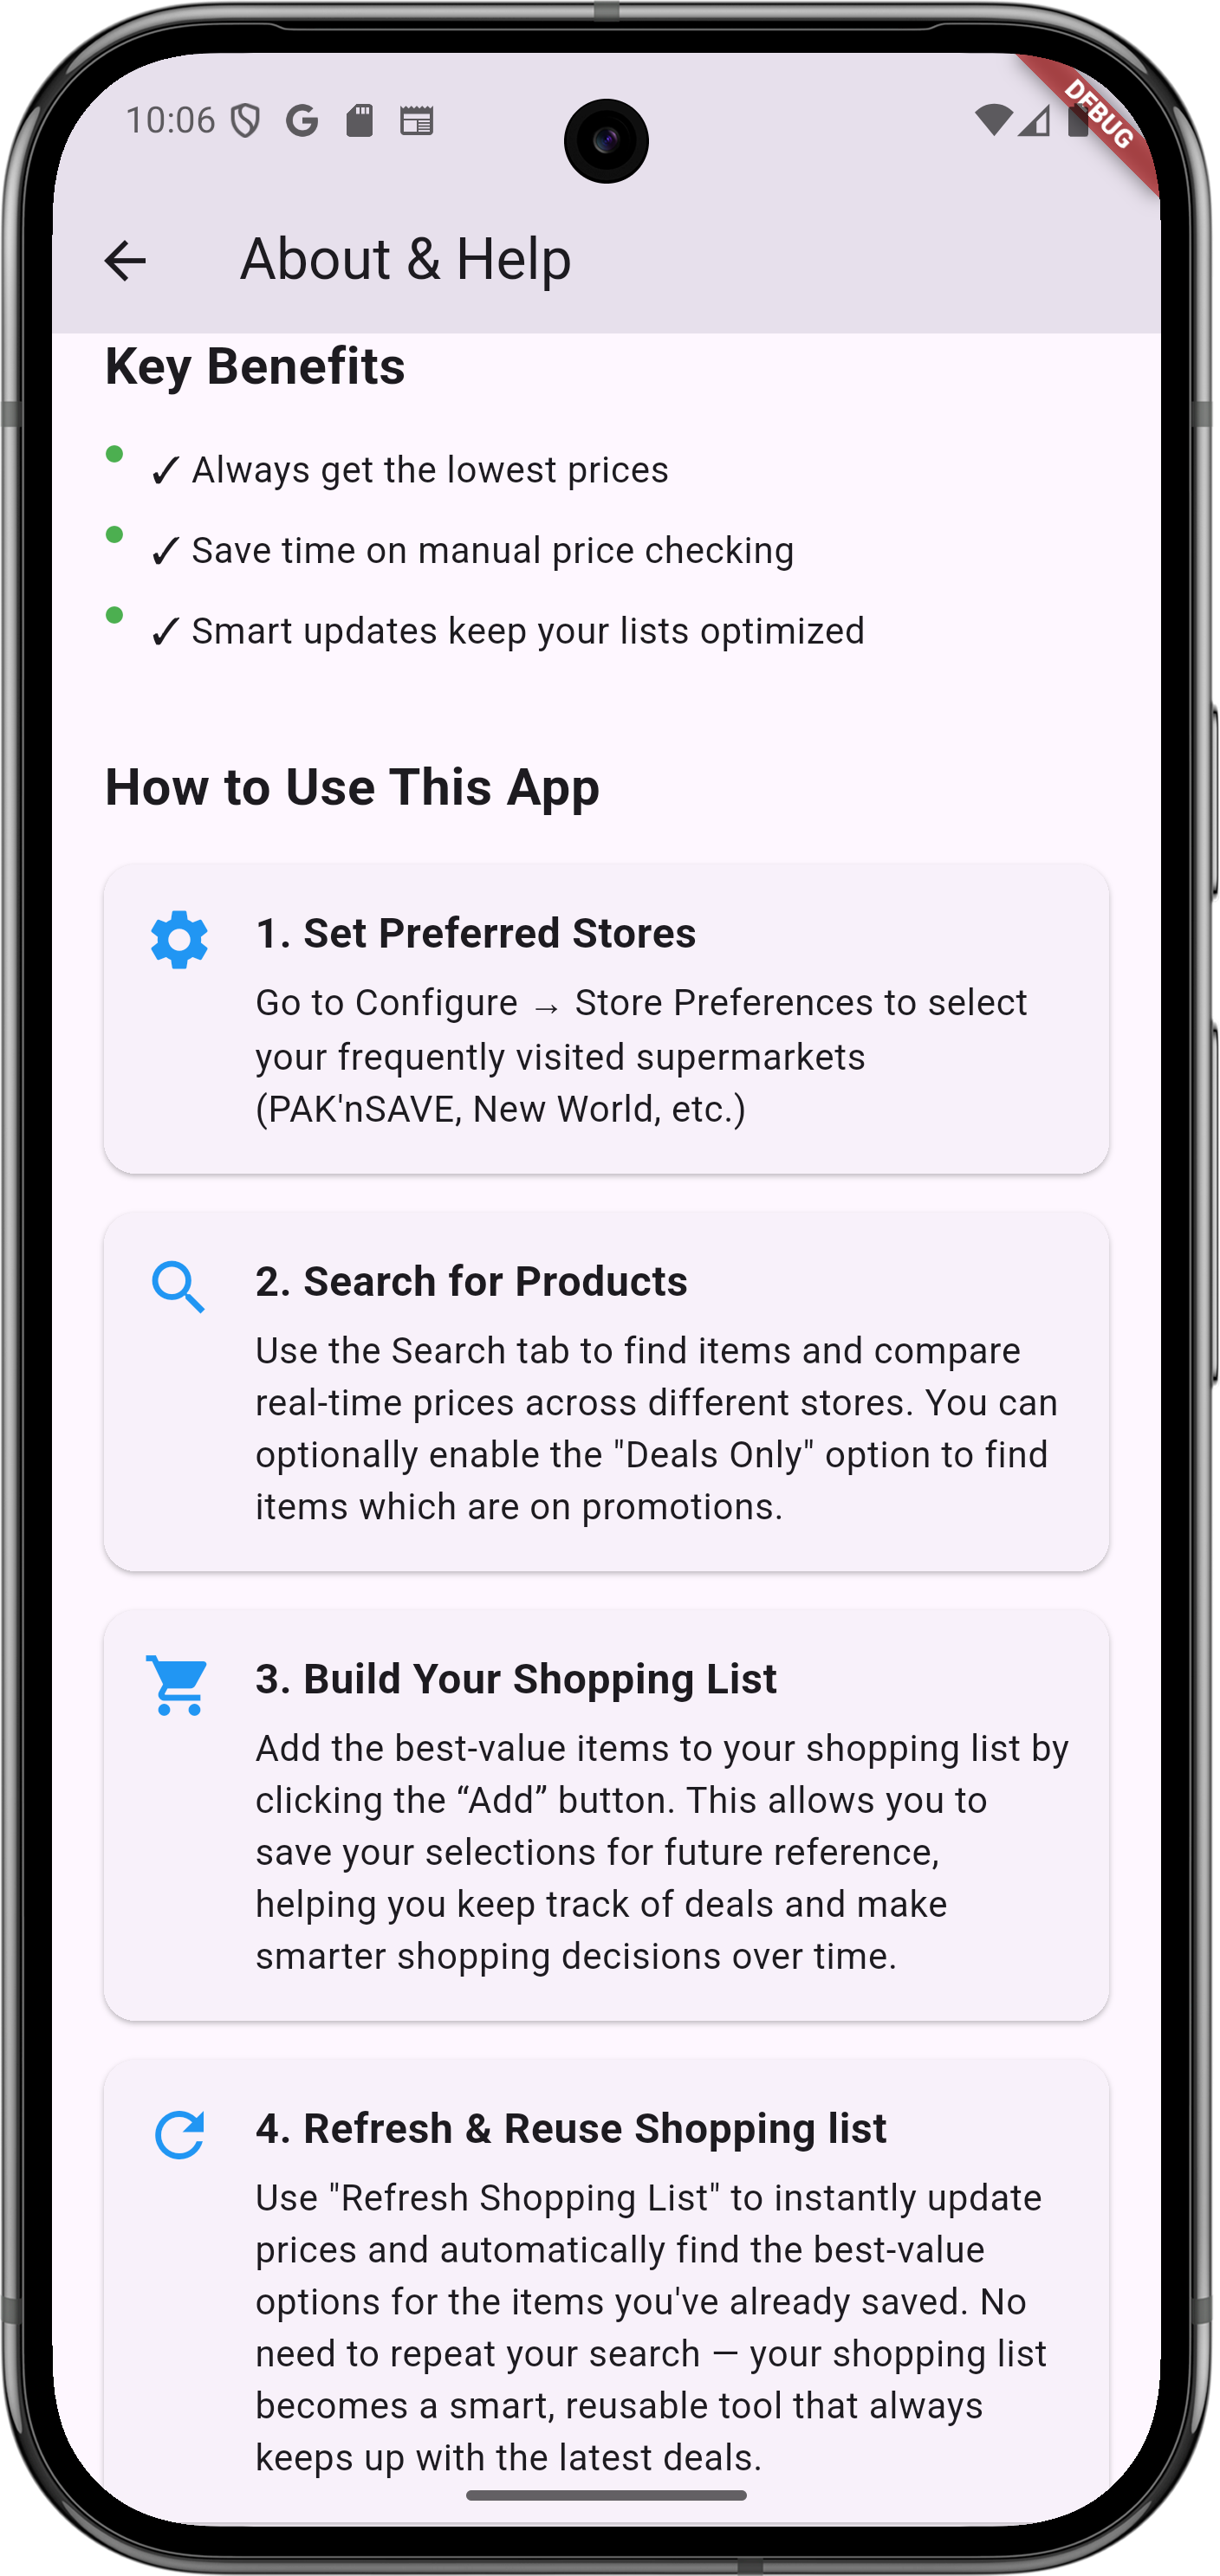 10:06
DEBUG
About & Help
Key Benefits
✓ Always get the lowest prices
✓ Save time on manual price checking
✓ Smart updates keep your lists optimized
How to Use This App
1. Set Preferred Stores
Go to Configure → Store Preferences to select
your frequently visited supermarkets
(PAK'nSAVE, New World, etc.)
2. Search for Products
Use the Search tab to find items and compare
real-time prices across different stores. You can
optionally enable the "Deals Only" option to find
items which are on promotions.
3. Build Your Shopping List
Add the best-value items to your shopping list by
clicking the “Add” button. This allows you to
save your selections for future reference,
helping you keep track of deals and make
smarter shopping decisions over time.
4. Refresh & Reuse Shopping list
Use "Refresh Shopping List" to instantly update
prices and automatically find the best-value
options for the items you've already saved. No
need to repeat your search — your shopping list
becomes a smart, reusable tool that always
keeps up with the latest deals.